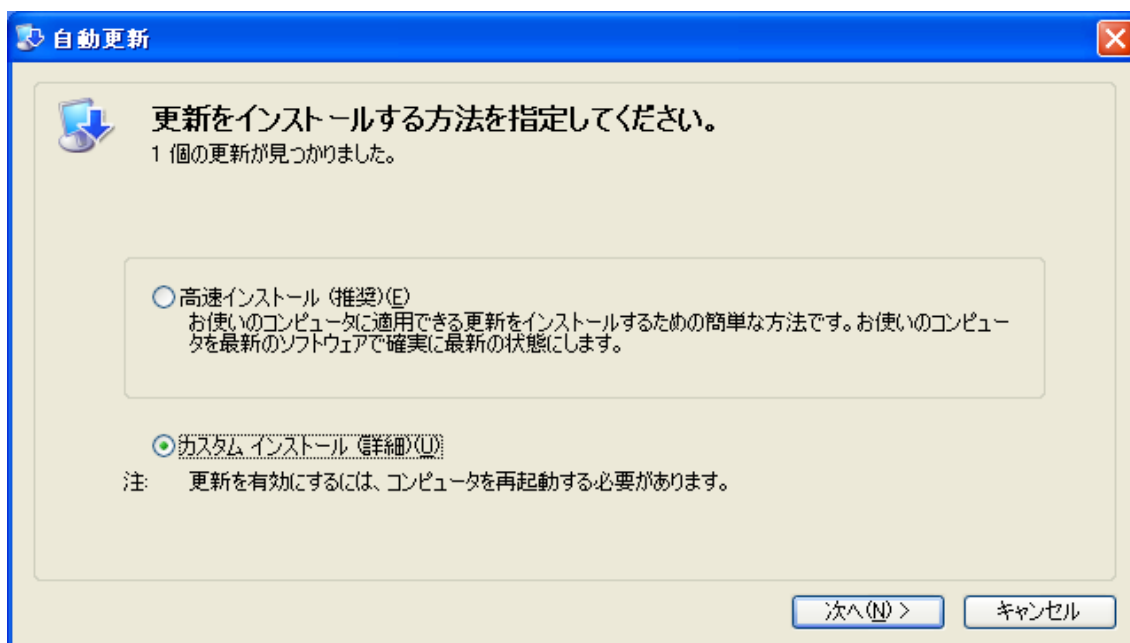 自動更新
更新をインストールする方法を指定してください。
1 個の更新が見つかりました。
高速インストール (推奨)(E)
お使いのコンピュータに適用できる更新をインストールするための簡単な方法です。お使いのコンピュー
タを最新のソフトウェアで確実に最新の状態にします。
カスタム インストール (詳細)(U)
注: 更新を有効にするには、コンピュータを再起動する必要があります。
次へ(N) >
キャンセル